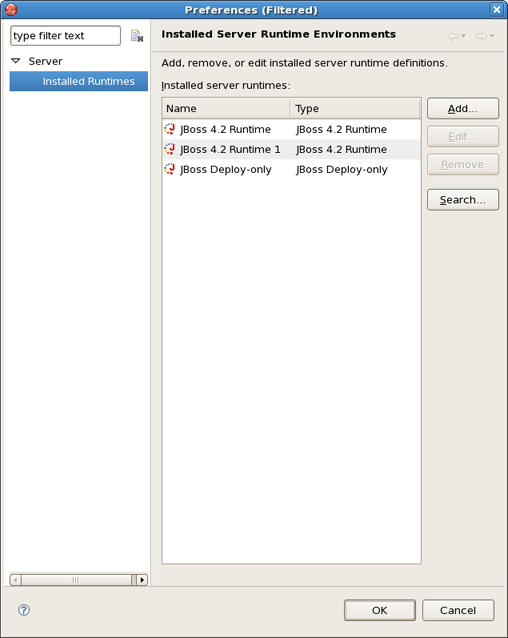 Preferences (Filtered)
type filter text
Server
Installed Runtimes
Installed Server Runtime Environments
Add, remove, or edit installed server runtime definitions.
Installed server runtimes:
Name Type
JBoss 4.2 Runtime JBoss 4.2 Runtime
JBoss 4.2 Runtime 1 JBoss 4.2 Runtime
JBoss Deploy-only JBoss Deploy-only
Add...
Edit...
Remove
Search...
OK Cancel